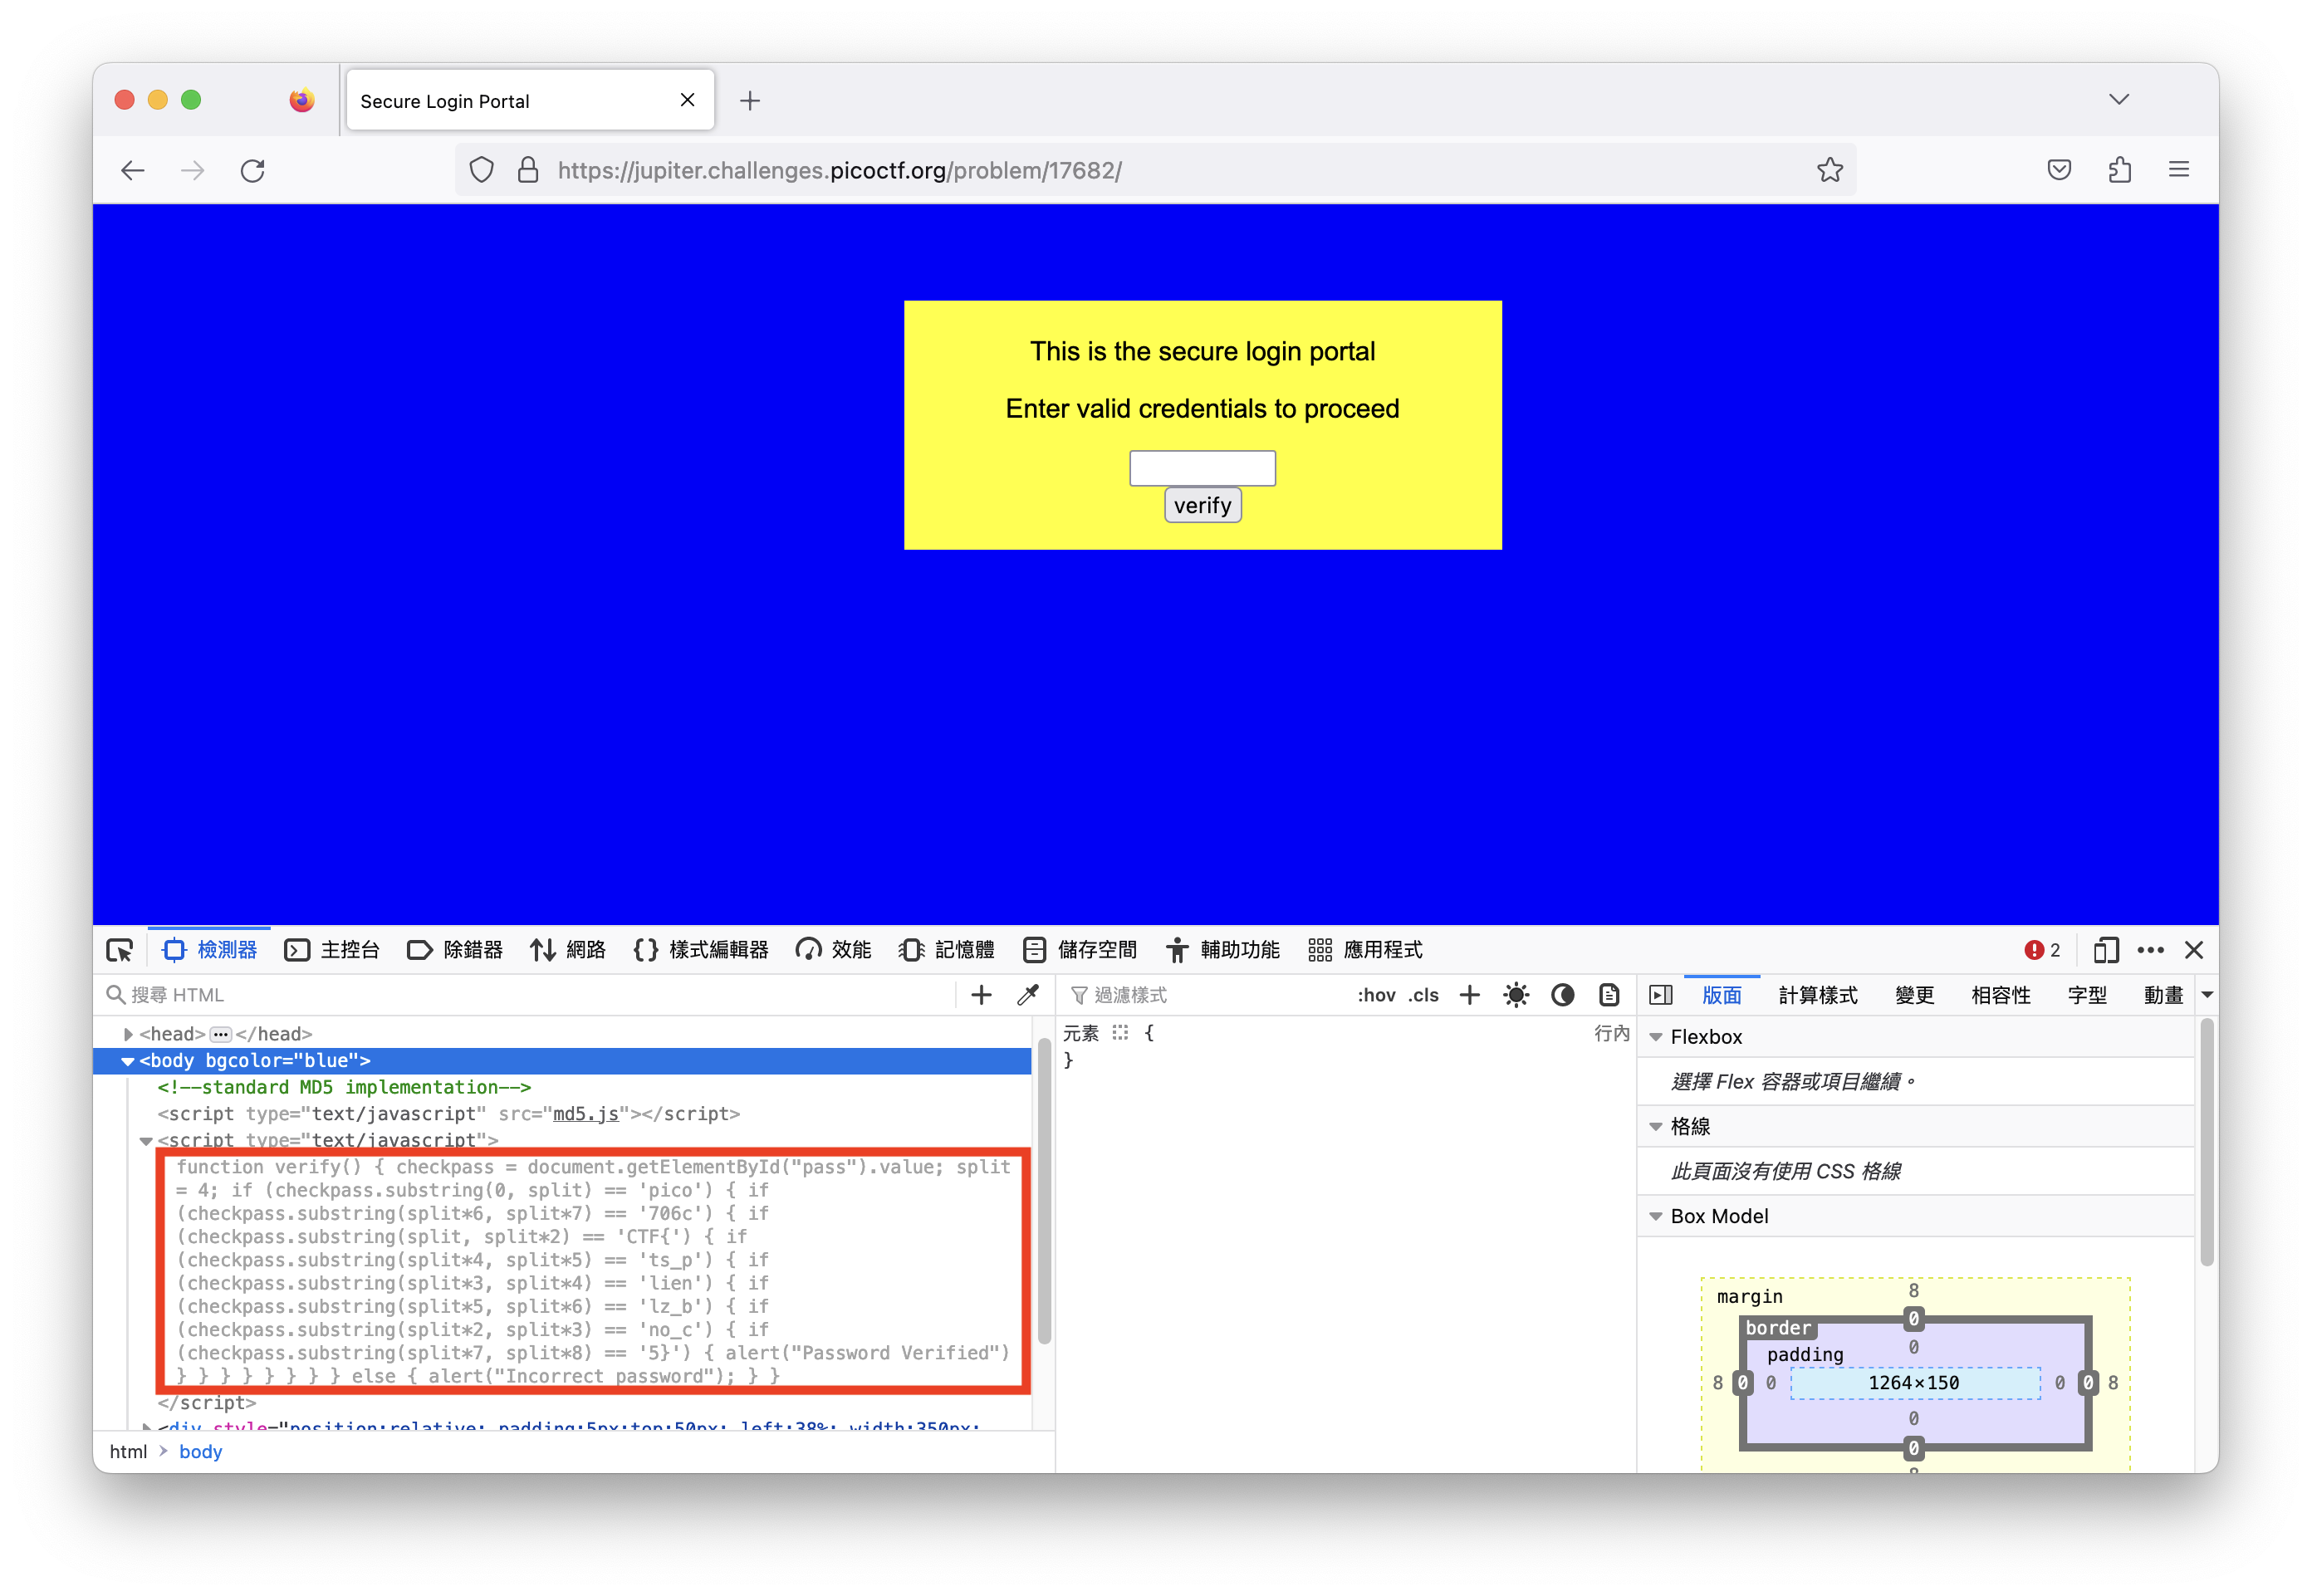 Secure Login Portal
https://jupiter.challenges.picoctf.org/problem/17682/
This is the secure login portal
Enter valid credentials to proceed
verify
檢測器 主控台 除錯器 網路 {} 樣式編輯器 效能 記憶體 儲存空間 輔助功能 應用程式 2
搜尋 HTML
<head>
</head>
<body bgcolor="blue">
<!--standard MD5 implementation-->
<script type="text/javascript" src="md5.js"></script>
<script type="text/javascript">
function verify() { checkpass = document.getElementById("pass").value; split
= 4; if (checkpass.substring(0, split) == 'pico') { if
(checkpass.substring(split*6, split*7) == '706c') { if
(checkpass.substring(split, split*2) == 'CTF{') { if
(checkpass.substring(split*4, split*5) == 'ts_p') { if
(checkpass.substring(split*3, split*4) == 'lien') { if
(checkpass.substring(split*5, split*6) == 'lz_b') { if
(checkpass.substring(split*2, split*3) == 'no_c') { if
(checkpass.substring(split*7, split*8) == '5}') { alert("Password Verified")
} } } } } } } } else { alert("Incorrect password"); } }
</script>
<div style="position:relative; padding:5px;top:50px; left:38%; width:350px;
html > body
過濾樣式 :hov .cls
元素 { 行內
}
版面 計算樣式 變更 相容性 字型 動畫
Flexbox
選擇 Flex 容器或項目繼續。
格線
此頁面沒有使用 CSS 格線
Box Model
margin 8
border 0
padding 0
8 0 0 1264×150 0 0 8
0
0
8